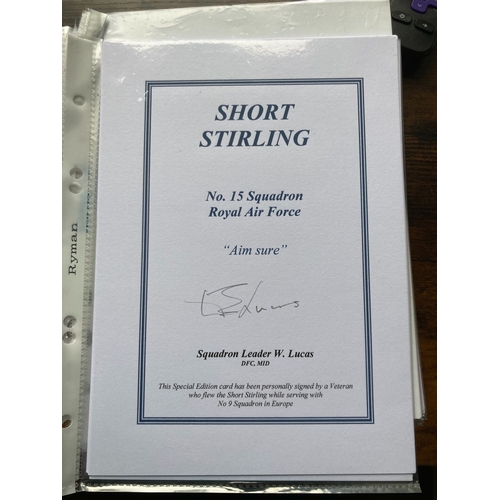 SHORT
STIRLING
No. 15 Squadron
Royal Air Force
“Aim sure”
Lucas
Squadron Leader W. Lucas
DFC, MID
This Special Edition card has been personally signed by a Veteran
who flew the Short Stirling while serving with
No 9 Squadron in Europe
Ryman